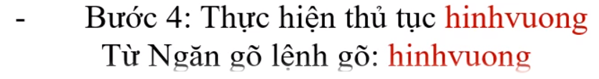 - Bước 4: Thực hiện thủ tục hinhvuong
Từ Ngăn gõ lệnh gõ: hinhvuong